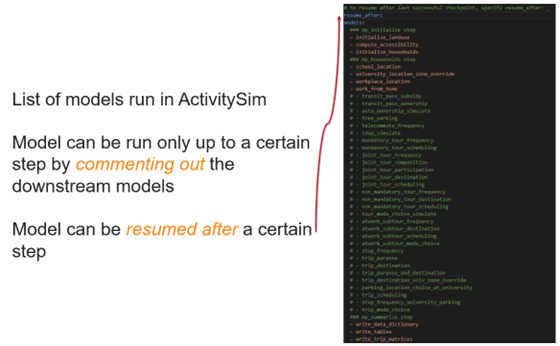 List of models run in ActivitySim
Model can be run only up to a certain
step by commenting out the
downstream models
Model can be resumed after a certain
step
# to resume after last successful checkpoint, specify resume_after: _
resume_after:
models:
### mp_initialize step
- initialize_landuse
- compute_accessibility
- initialize_households
### mp_households step
- school_location
- university_location_zone_override
- workplace_location
- work_from_home
# - transit_pass_subsidy
# - transit_pass_ownership
# - auto_ownership_simulate
# - free_parking
# - telecommute_frequency
# - cdap_simulate
# - mandatory_tour_frequency
# - mandatory_tour_scheduling
# - joint_tour_frequency
# - joint_tour_composition
# - joint_tour_participation
# - joint_tour_destination
# - joint_tour_scheduling
# - non_mandatory_tour_frequency
# - non_mandatory_tour_destination
# - non_mandatory_tour_scheduling
# - tour_mode_choice_simulate
# - atwork_subtour_frequency
# - atwork_subtour_destination
# - atwork_subtour_scheduling
# - atwork_subtour_mode_choice
# - stop_frequency
# - trip_purpose
# - trip_destination
# - trip_purpose_and_destination
# - trip_destination_univ_zone_override
# - parking_location_choice_at_university
# - trip_scheduling
# - stop_frequency_university_parking
# - trip_mode_choice
### mp_summarize step
- write_data_dictionary
- write_tables
- write_trip_matrices